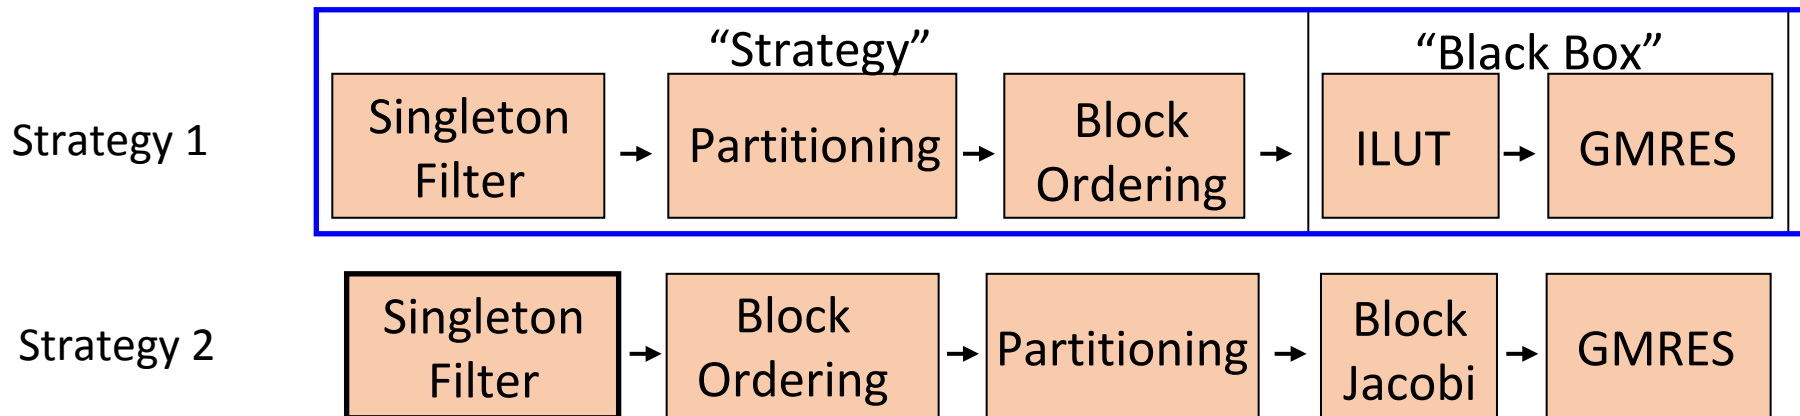 “Strategy”
“Black Box”
Strategy 1
Singleton
Filter
Partitioning
Block
Ordering
ILUT
GMRES
Strategy 2
Singleton
Filter
Block
Ordering
Partitioning
Block
Jacobi
GMRES